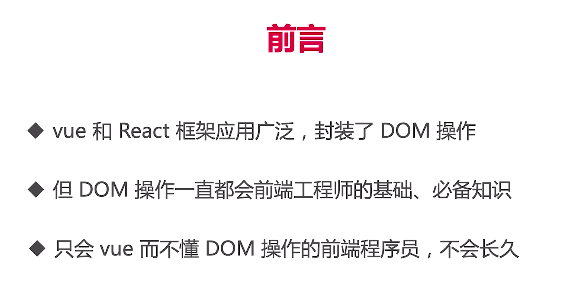 前言
◆ vue 和 React 框架应用广泛，封装了 DOM 操作
◆ 但 DOM 操作一直都会前端工程师的基础、必备知识
◆ 只会 vue 而不懂 DOM 操作的前端程序员，不会长久